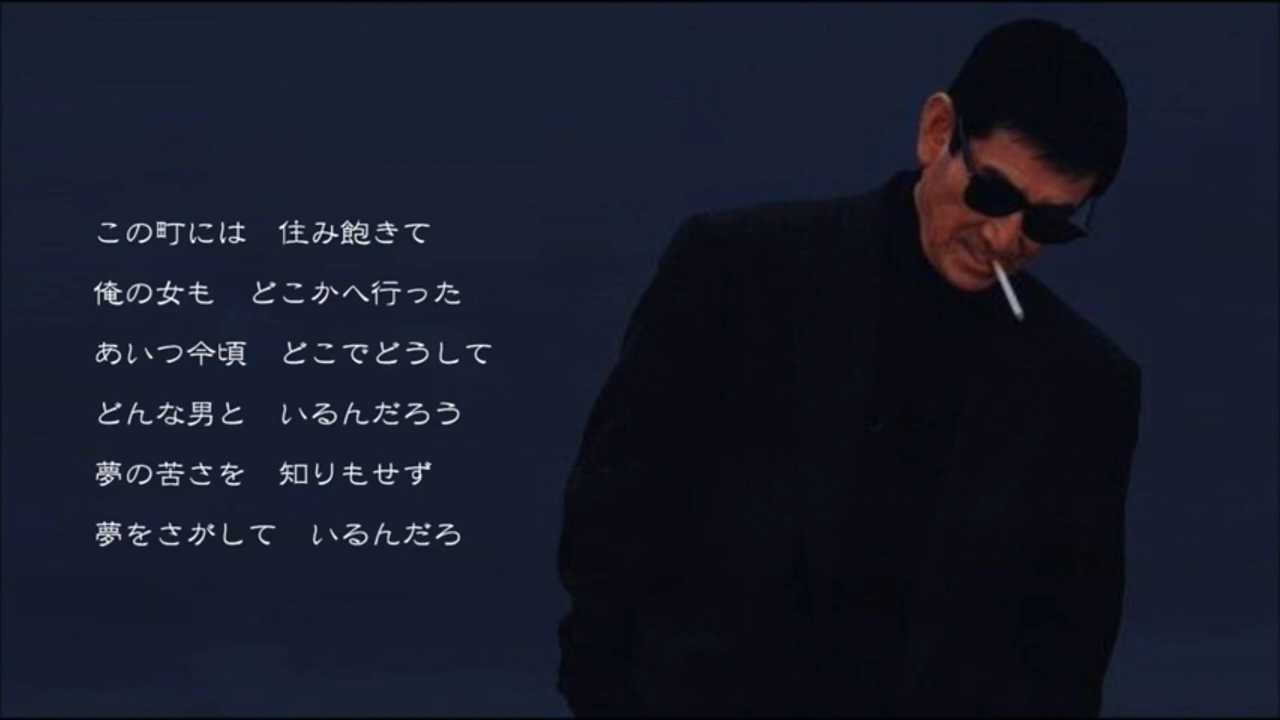 この町には　住み飽きて
俺の女も　どこかへ行った
あいつ今頃　どこでどうして
どんな男と　いるんだろう
夢の苦さを　知りもせず
夢をさがして　いるんだろ